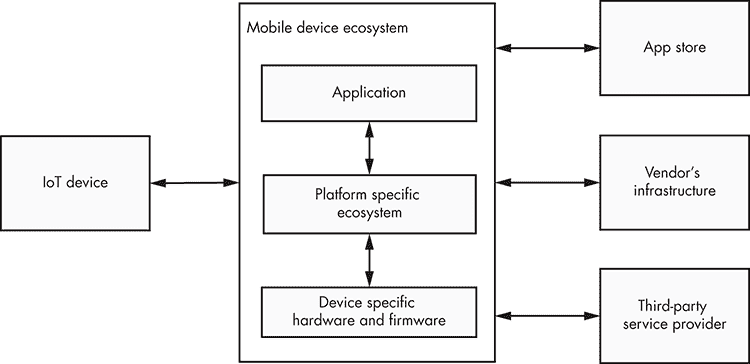 Mobile device ecosystem
Application
Platform specific
ecosystem
Device specific
hardware and firmware
IoT device
App store
Vendor's
infrastructure
Third-party
service provider